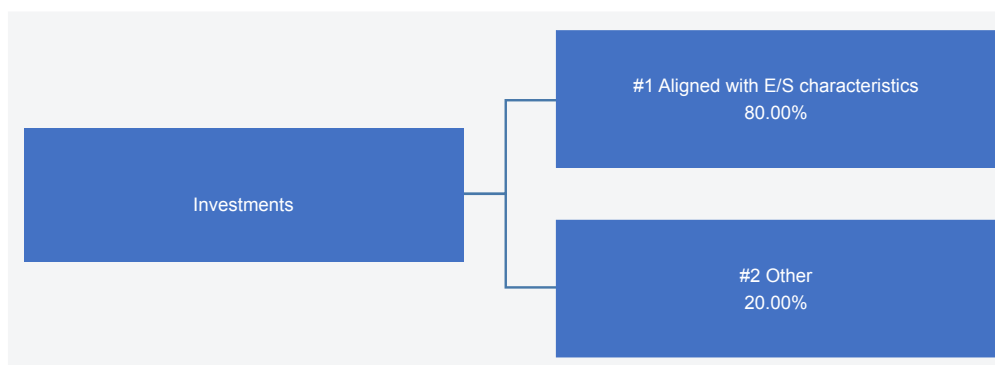 #1 Aligned with E/S characteristics
80.00%
Investments
#2 Other
20.00%